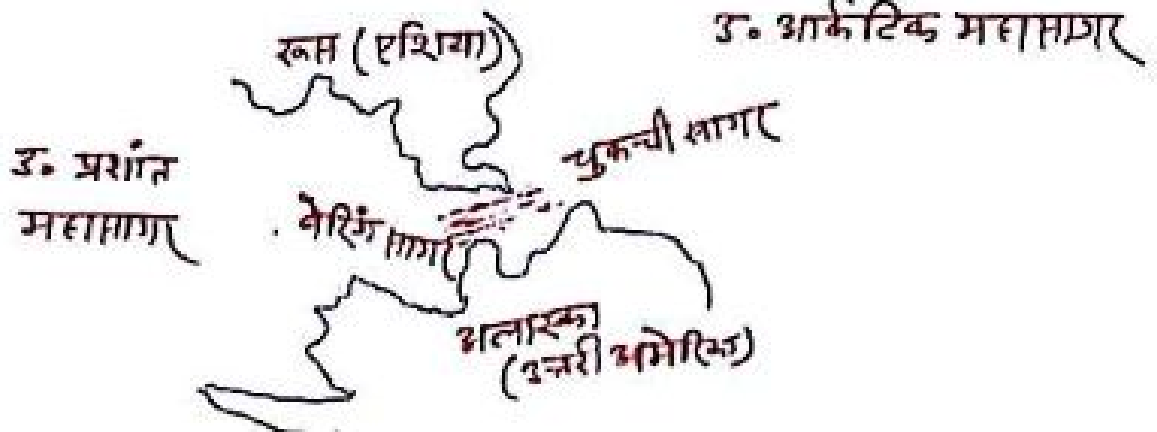 रूस (एशिया)
उ॰ आर्कटिक महासागर
चुकची सागर
उ॰ प्रशांत
महासागर
बेरिंग सागर
अलास्का
(उत्तरी अमेरिका)